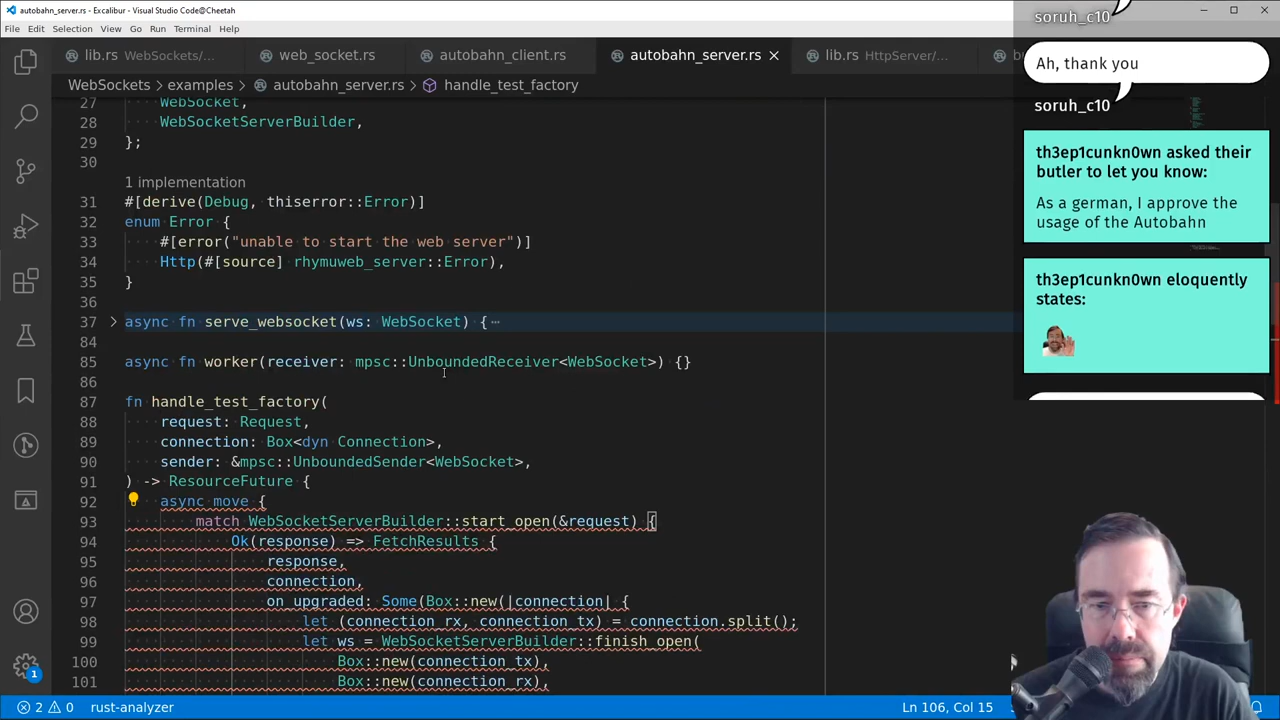 autobahn_server.rs - Excalibur - Visual Studio Code@Cheetah
File Edit Selection View Go Run Terminal Help
lib.rs WebSockets/... web_socket.rs autobahn_client.rs autobahn_server.rs lib.rs HttpServer/...
WebSockets > examples > autobahn_server.rs > handle_test_factory
27 WebSocket,
28 WebSocketServerBuilder,
29 };
30
1 implementation
31 #[derive(Debug, thiserror::Error)]
32 enum Error {
33 #[error("unable to start the web server")]
34 Http(#[source] rhymuweb_server::Error),
35 }
36
37 async fn serve_websocket(ws: WebSocket) {⋯
84
85 async fn worker(receiver: mpsc::UnboundedReceiver<WebSocket>) {}
86
87 fn handle_test_factory(
88 request: Request,
89 connection: Box<dyn Connection>,
90 sender: &mpsc::UnboundedSender<WebSocket>,
91 ) -> ResourceFuture {
92 async move {
93 match WebSocketServerBuilder::start_open(&request) {
94 Ok(response) => FetchResults {
95 response,
96 connection,
97 on_upgraded: Some(Box::new(|connection| {
98 let (connection_rx, connection_tx) = connection.split();
99 let ws = WebSocketServerBuilder::finish_open(
100 Box::new(connection_tx),
101 Box::new(connection_rx),
2 0 rust-analyzer Ln 106, Col 15
1
soruh_c10
Ah, thank you
soruh_c10
th3ep1cunkn0wn asked their
butler to let you know:
As a german, I approve the
usage of the Autobahn
th3ep1cunkn0wn eloquently
states: